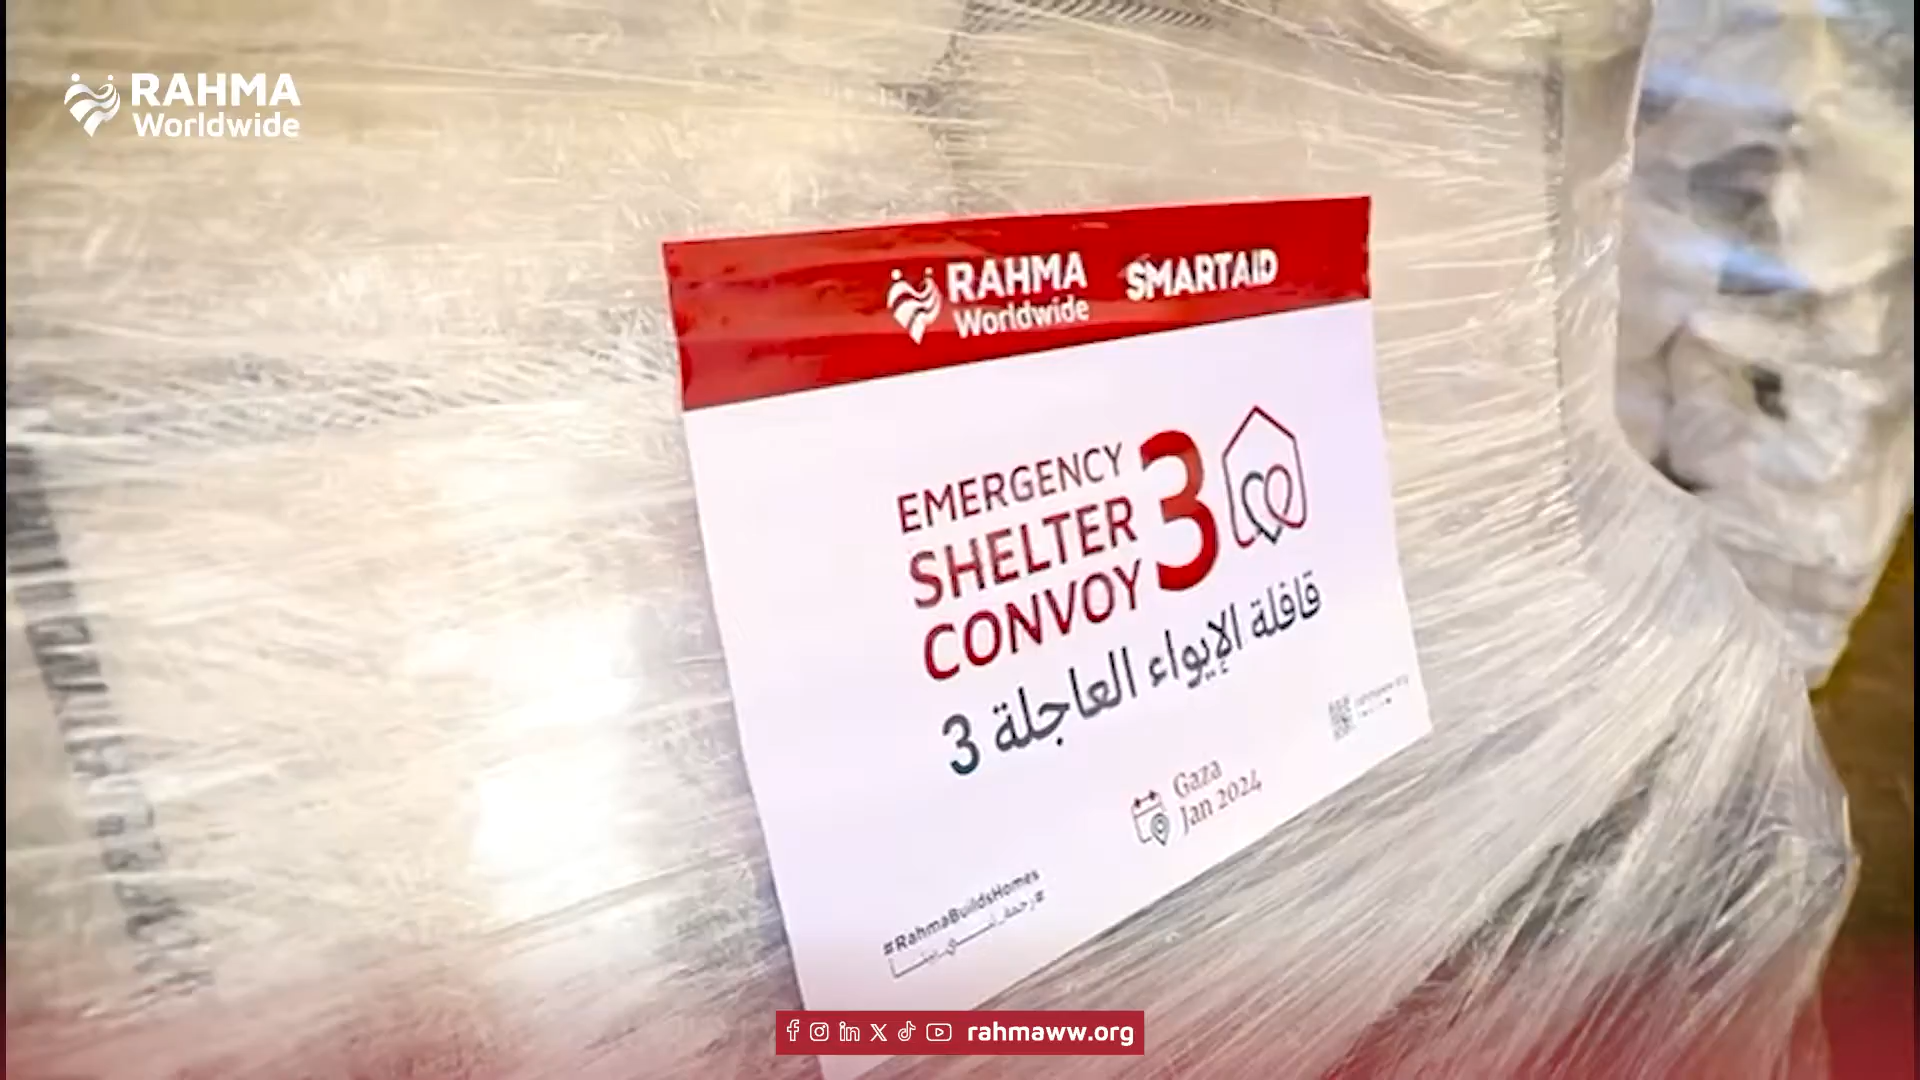 RAHMA
Worldwide
RAHMA
Worldwide
SMARTAID
EMERGENCY
SHELTER
CONVOY
3
قافلة الإيواء العاجلة 3
Gaza
Jan 2024
#RahmaBuildsHomes
rahmaww.org